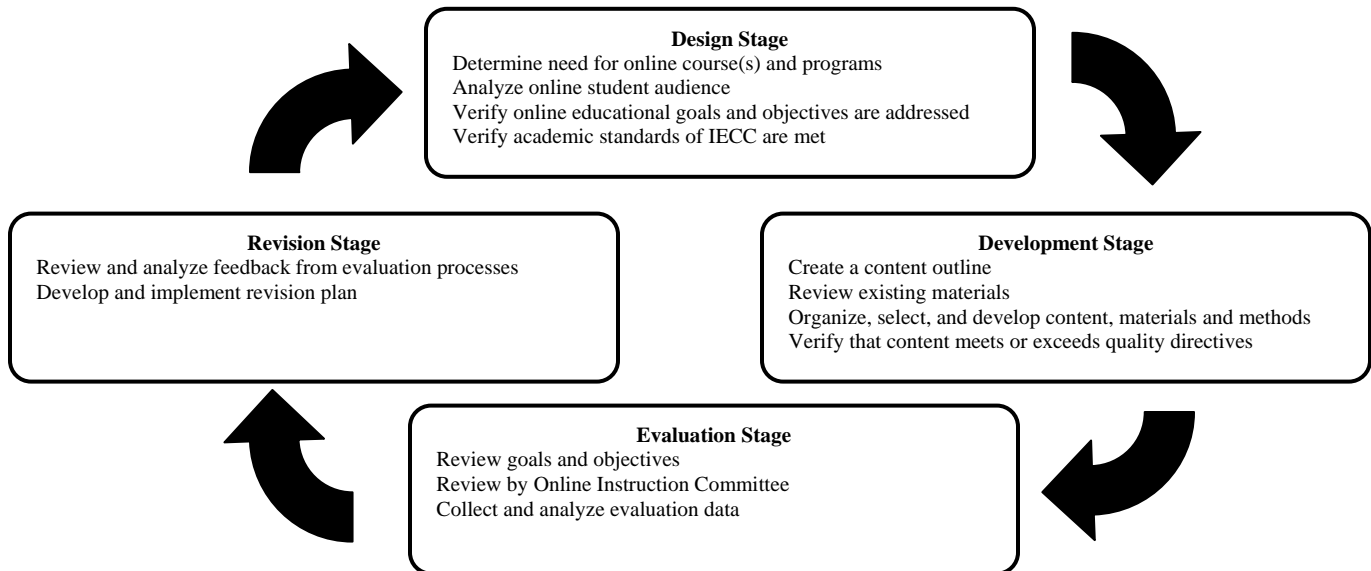 Design Stage
Determine need for online course(s) and programs
Analyze online student audience
Verify online educational goals and objectives are addressed
Verify academic standards of IECC are met
Revision Stage
Review and analyze feedback from evaluation processes
Develop and implement revision plan
Development Stage
Create a content outline
Review existing materials
Organize, select, and develop content, materials and methods
Verify that content meets or exceeds quality directives
Evaluation Stage
Review goals and objectives
Review by Online Instruction Committee
Collect and analyze evaluation data